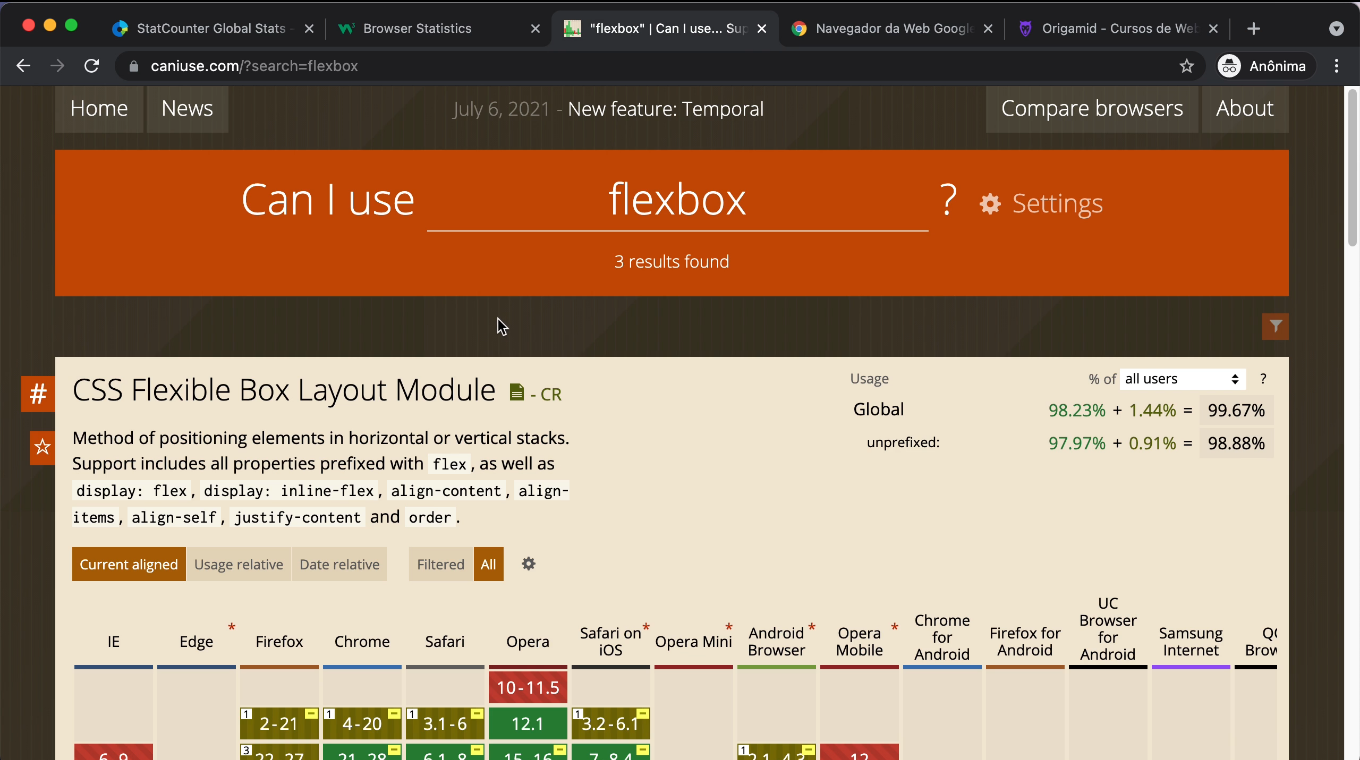 StatCounter Global Stats -
Browser Statistics
"flexbox" | Can I use... Sup
Navegador da Web Google
Origamid - Cursos de Web
caniuse.com/?search=flexbox
Anônima
Home
News
July 6, 2021 - New feature: Temporal
Compare browsers
About
Can I use flexbox ?
Settings
3 results found
# CSS Flexible Box Layout Module - CR
Method of positioning elements in horizontal or vertical stacks.
Support includes all properties prefixed with flex, as well as
display: flex, display: inline-flex, align-content, align-
items, align-self, justify-content and order.
Usage % of all users ?
Global 98.23% + 1.44% = 99.67%
unprefixed: 97.97% + 0.91% = 98.88%
Current aligned Usage relative Date relative Filtered All
IE
Edge *
Firefox
Chrome
Safari
Opera
Safari on *
iOS
Opera Mini *
Android *
Browser
Opera *
Mobile
Chrome
for
Android
Firefox for
Android
UC
Browser
for
Android
Samsung
Internet
10-11.5
1 2-21
1 4-20
1 3.1-6
12.1
1 3.2-6.1
6-9
3 22-27
21-28
6.1-8
15-16
7-8.4
1 2.1-4.3
12